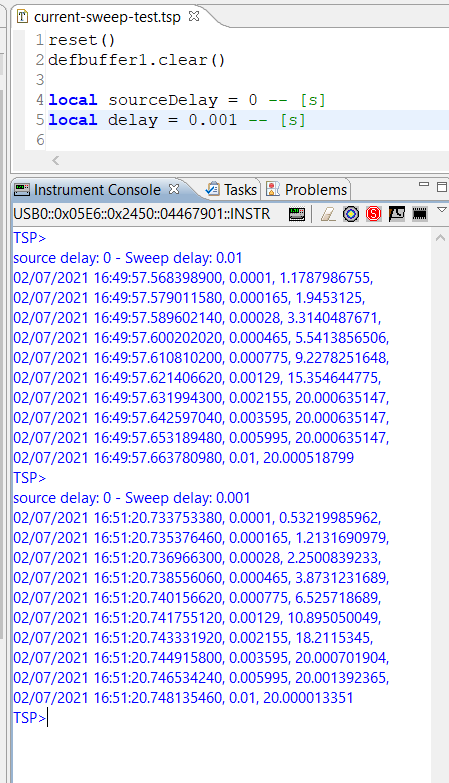 current-sweep-test.tsp
1 reset()
2 defbuffer1.clear()
3
4 local sourceDelay = 0 -- [s]
5 local delay = 0.001 -- [s]
6
Instrument Console Tasks Problems
USB0::0x05E6::0x2450::04467901::INSTR
TSP>
source delay: 0 - Sweep delay: 0.01
02/07/2021 16:49:57.568398900, 0.0001, 1.1787986755,
02/07/2021 16:49:57.579011580, 0.000165, 1.9453125,
02/07/2021 16:49:57.589602140, 0.00028, 3.3140487671,
02/07/2021 16:49:57.600202020, 0.000465, 5.5413856506,
02/07/2021 16:49:57.610810200, 0.000775, 9.2278251648,
02/07/2021 16:49:57.621406620, 0.00129, 15.354644775,
02/07/2021 16:49:57.631994300, 0.002155, 20.000635147,
02/07/2021 16:49:57.642597040, 0.003595, 20.000635147,
02/07/2021 16:49:57.653189480, 0.005995, 20.000635147,
02/07/2021 16:49:57.663780980, 0.01, 20.000518799
TSP>
source delay: 0 - Sweep delay: 0.001
02/07/2021 16:51:20.733753380, 0.0001, 0.53219985962,
02/07/2021 16:51:20.735376460, 0.000165, 1.2131690979,
02/07/2021 16:51:20.736966300, 0.00028, 2.2500839233,
02/07/2021 16:51:20.738556060, 0.000465, 3.8731231689,
02/07/2021 16:51:20.740156620, 0.000775, 6.525718689,
02/07/2021 16:51:20.741755120, 0.00129, 10.895050049,
02/07/2021 16:51:20.743331920, 0.002155, 18.2115345,
02/07/2021 16:51:20.744915800, 0.003595, 20.000701904,
02/07/2021 16:51:20.746534240, 0.005995, 20.001392365,
02/07/2021 16:51:20.748135460, 0.01, 20.000013351
TSP>